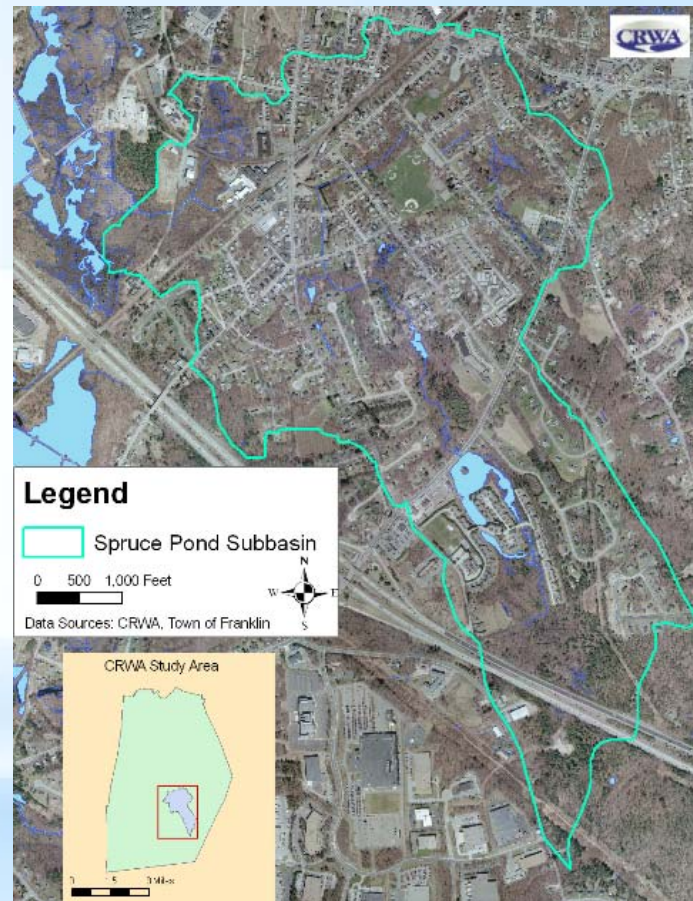 CRWA
Legend
Spruce Pond Subbasin
0 500 1,000 Feet
N
W E
S
Data Sources: CRWA, Town of Franklin
CRWA Study Area
0 1.5 3 Miles